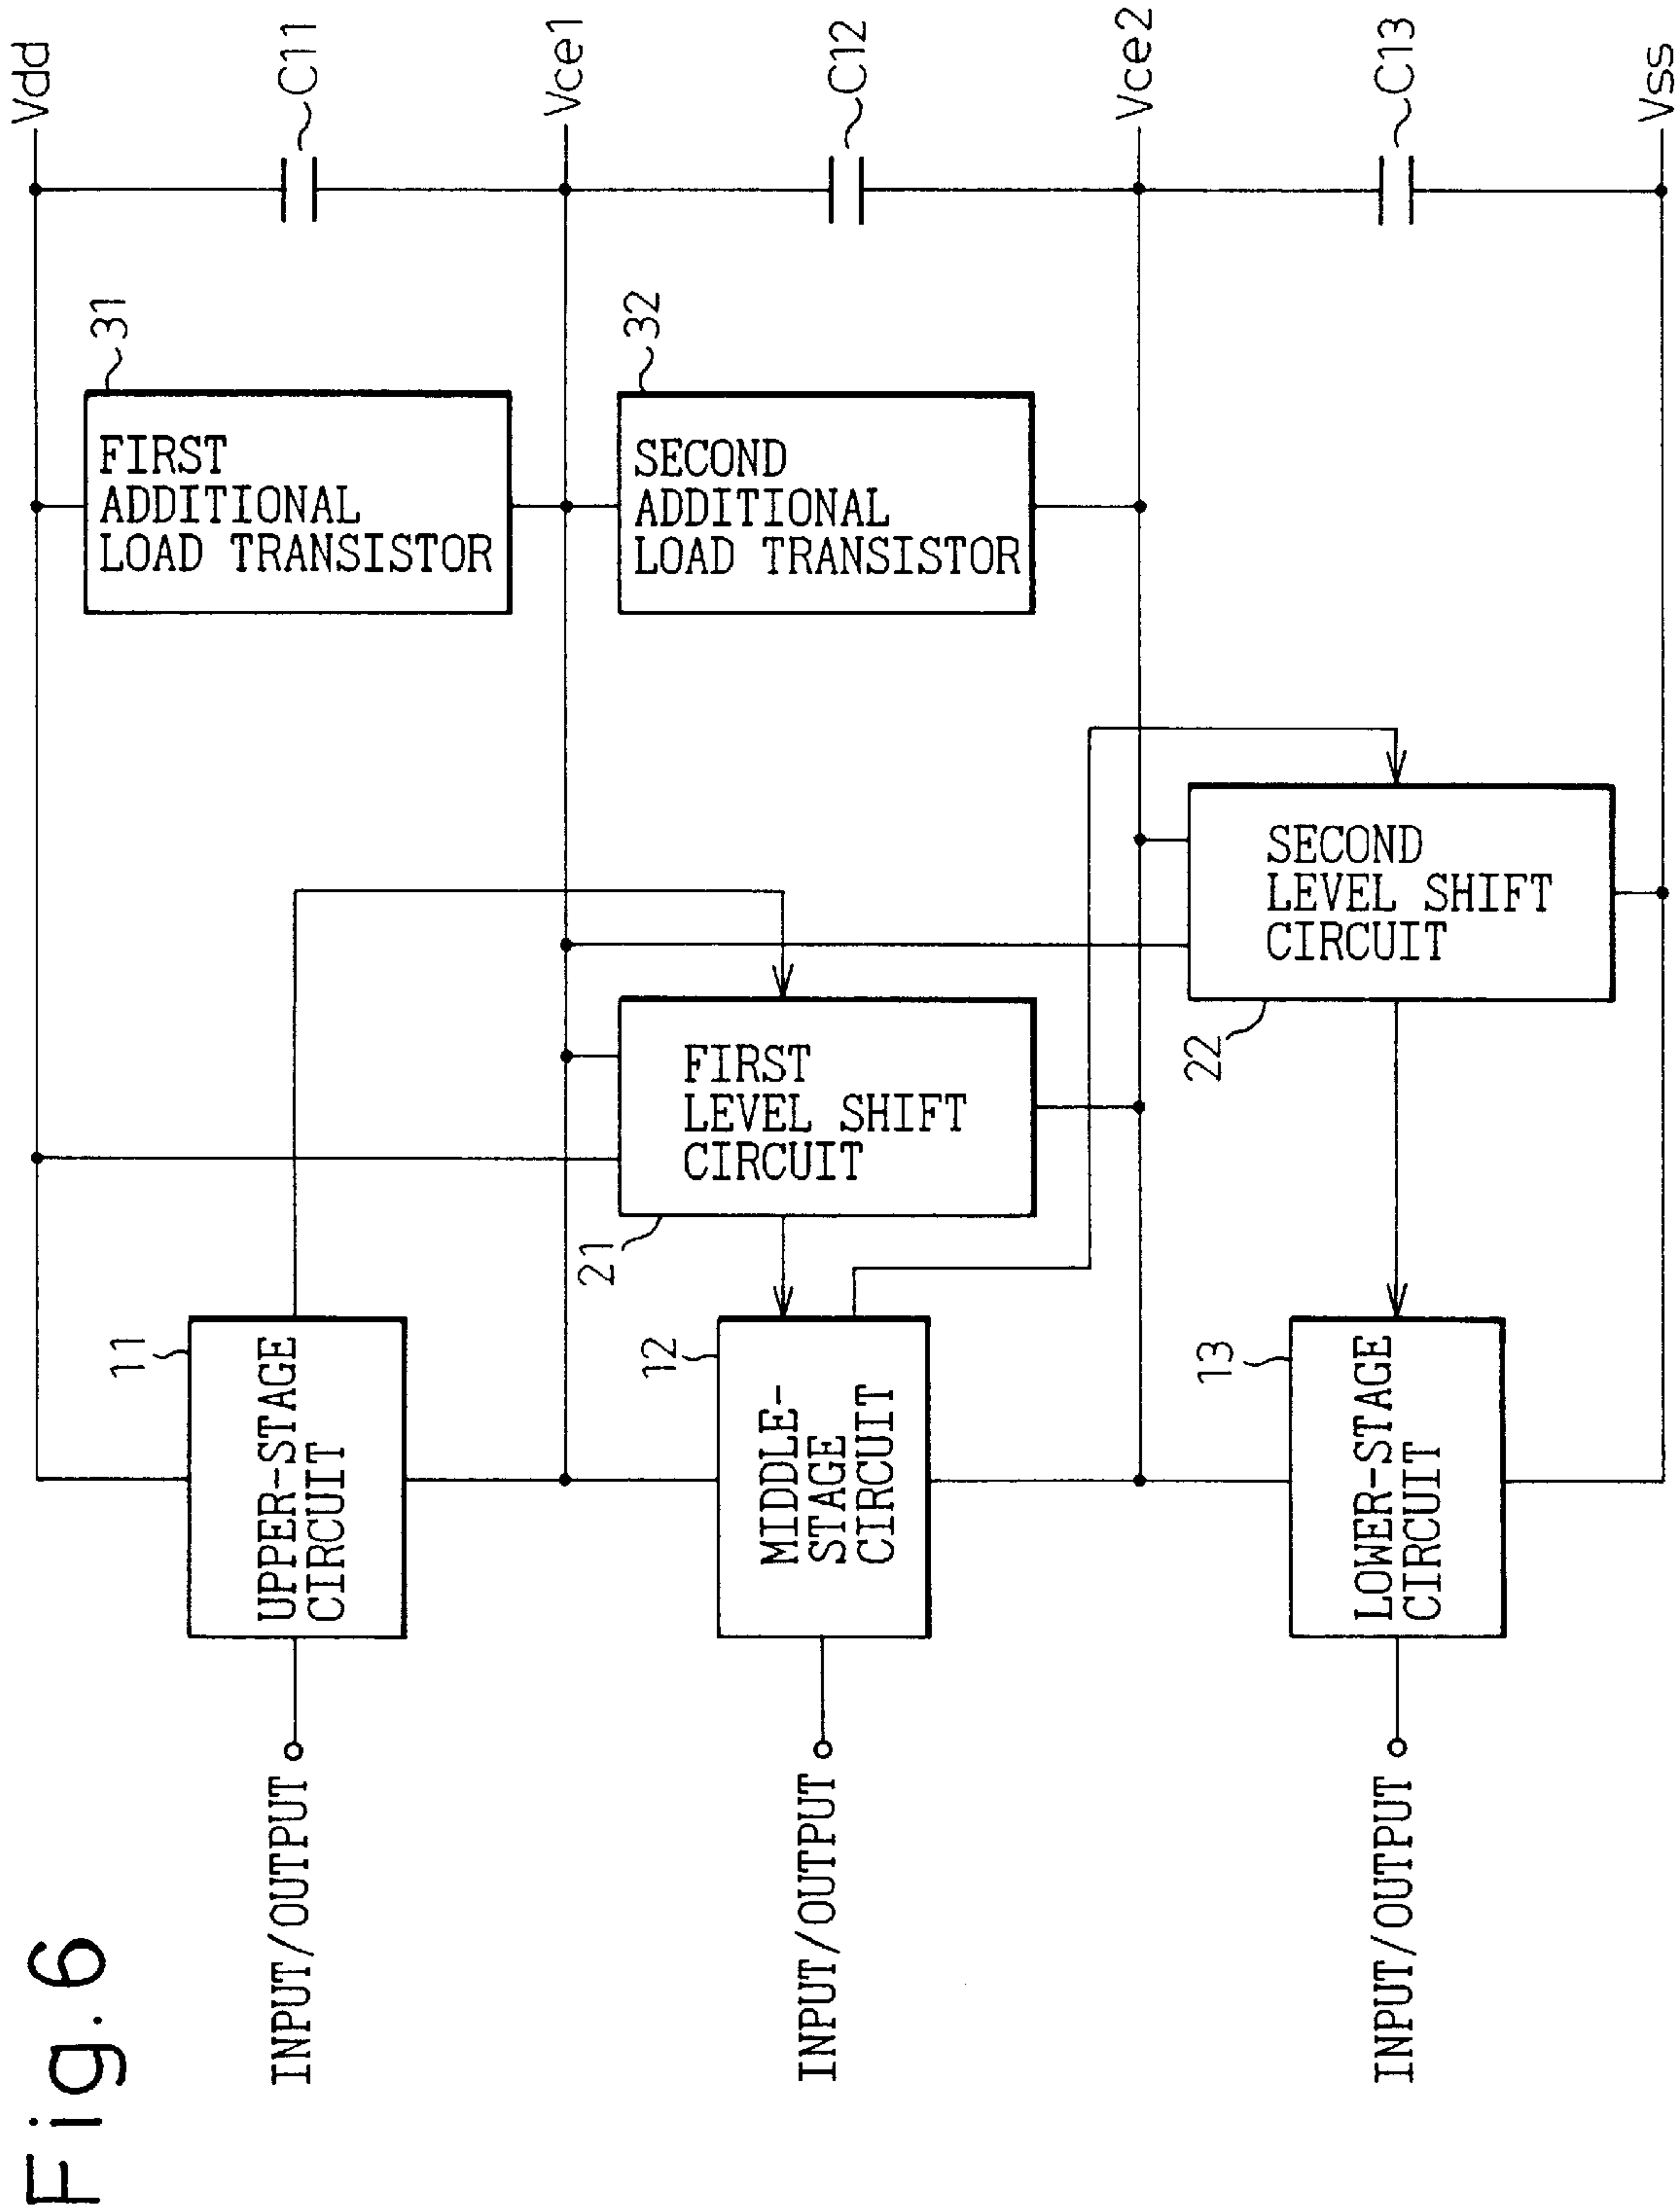 Fig.6
Vdd
C11
Vce1
C12
Vce2
C13
Vss
31
FIRST
ADDITIONAL
LOAD TRANSISTOR
32
SECOND
ADDITIONAL
LOAD TRANSISTOR
SECOND
LEVEL SHIFT
CIRCUIT
22
FIRST
LEVEL SHIFT
CIRCUIT
21
11
UPPER-STAGE
CIRCUIT
12
MIDDLE-
STAGE
CIRCUIT
13
LOWER-STAGE
CIRCUIT
INPUT/OUTPUT
INPUT/OUTPUT
INPUT/OUTPUT